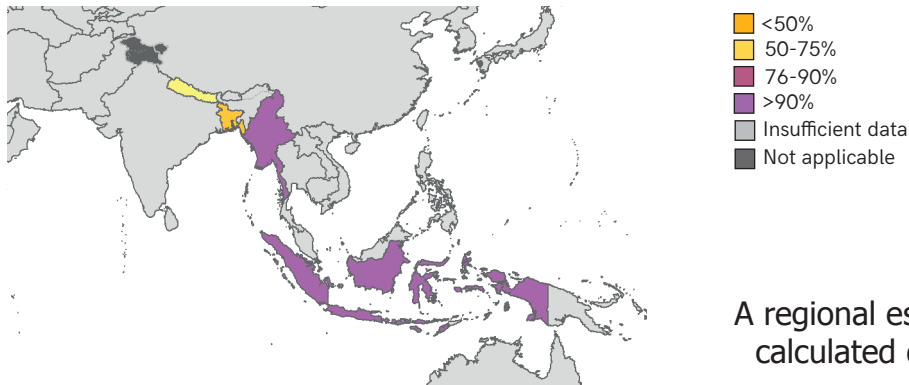 <50%
50-75%
76-90%
>90%
Insufficient data
Not applicable
A regional es
calculated